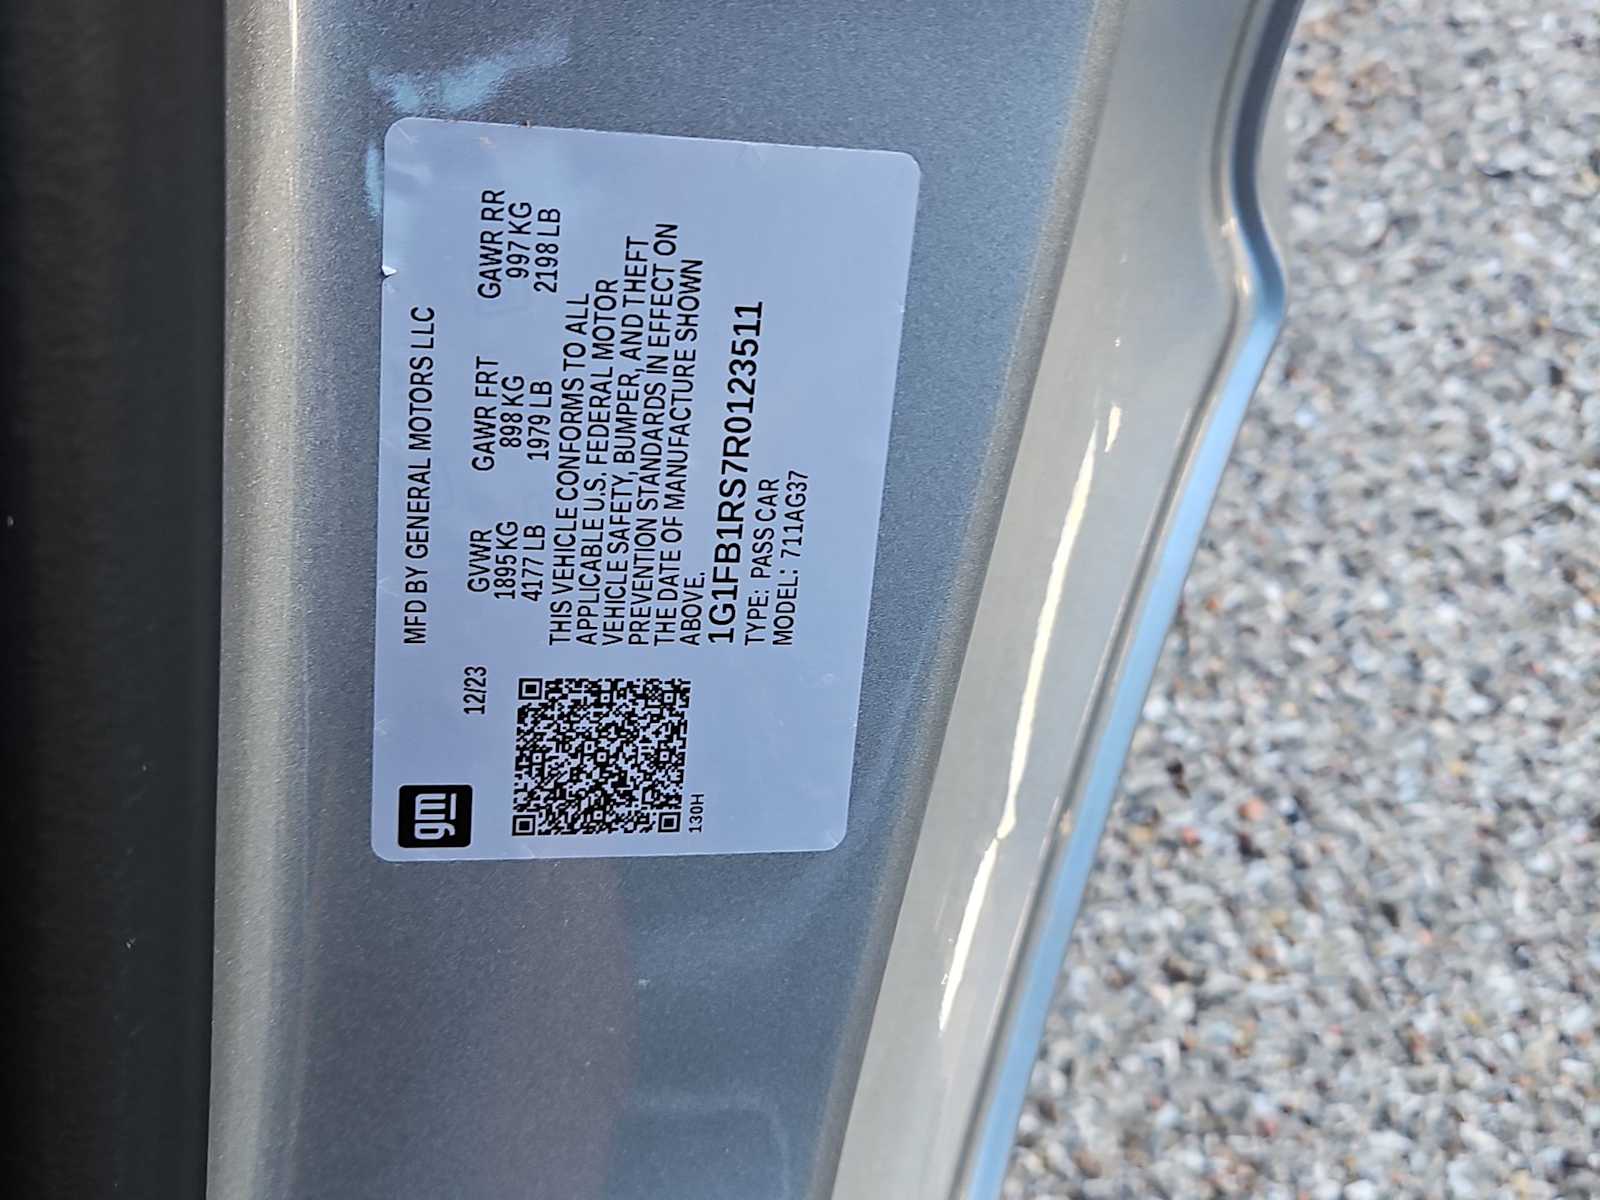 gm
MFD BY GENERAL MOTORS LLC
12/23
GVWR GAWR FRT GAWR RR
1895 KG 898 KG 997 KG
4177 LB 1979 LB 2198 LB
THIS VEHICLE CONFORMS TO ALL
APPLICABLE U.S. FEDERAL MOTOR
VEHICLE SAFETY, BUMPER, AND THEFT
PREVENTION STANDARDS IN EFFECT ON
THE DATE OF MANUFACTURE SHOWN
ABOVE.
1G1FB1RS7R0123511
TYPE: PASS CAR
MODEL: 711AG37
130H